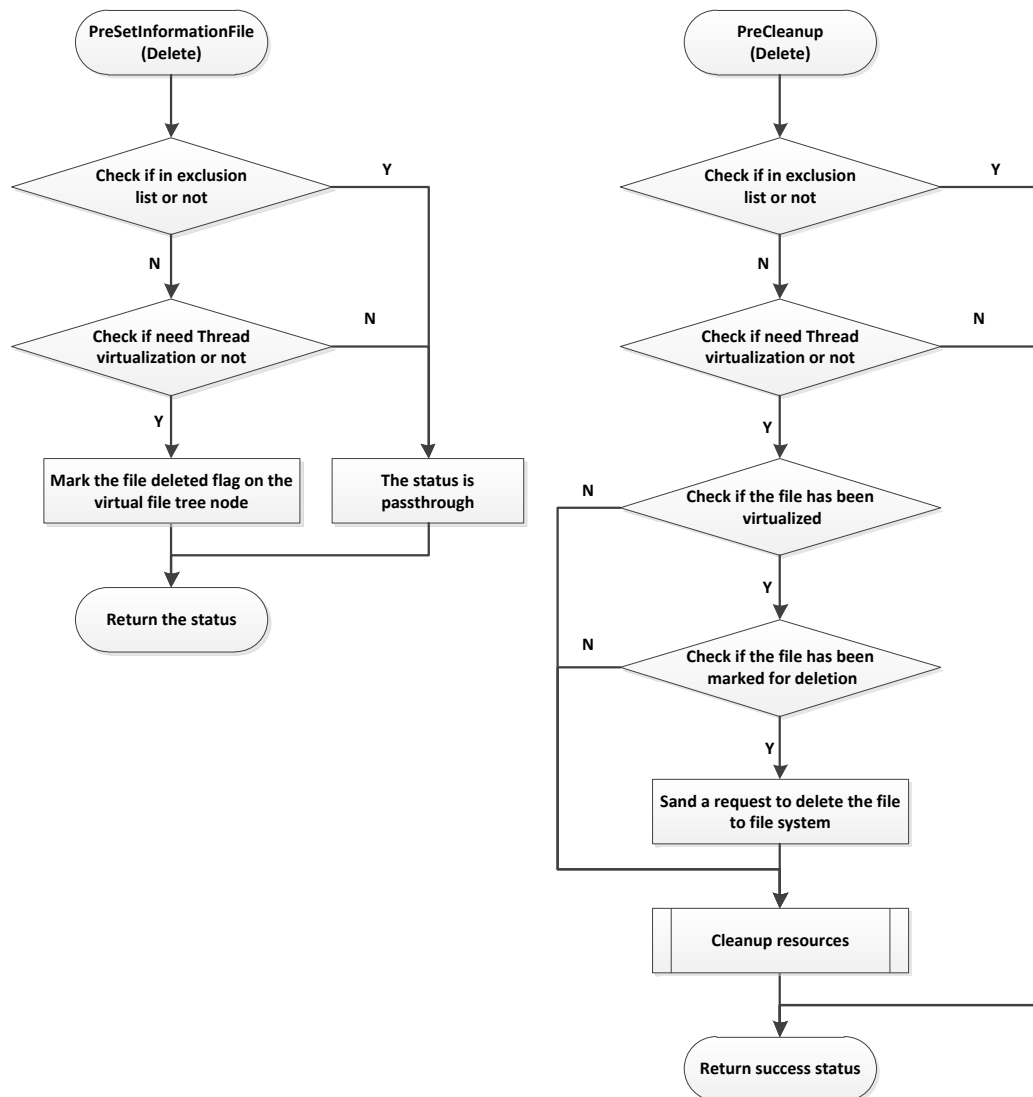 PreSetInformationFile
(Delete)
Check if in exclusion
list or not
Y
N
Check if need Thread
virtualization or not
N
Y
Mark the file deleted flag on the
virtual file tree node
The status is
passthrough
Return the status
PreCleanup
(Delete)
Check if in exclusion
list or not
Y
N
Check if need Thread
virtualization or not
N
Y
Check if the file has been
virtualized
N
Y
Check if the file has been
marked for deletion
N
Y
Sand a request to delete the file
to file system
Cleanup resources
Return success status